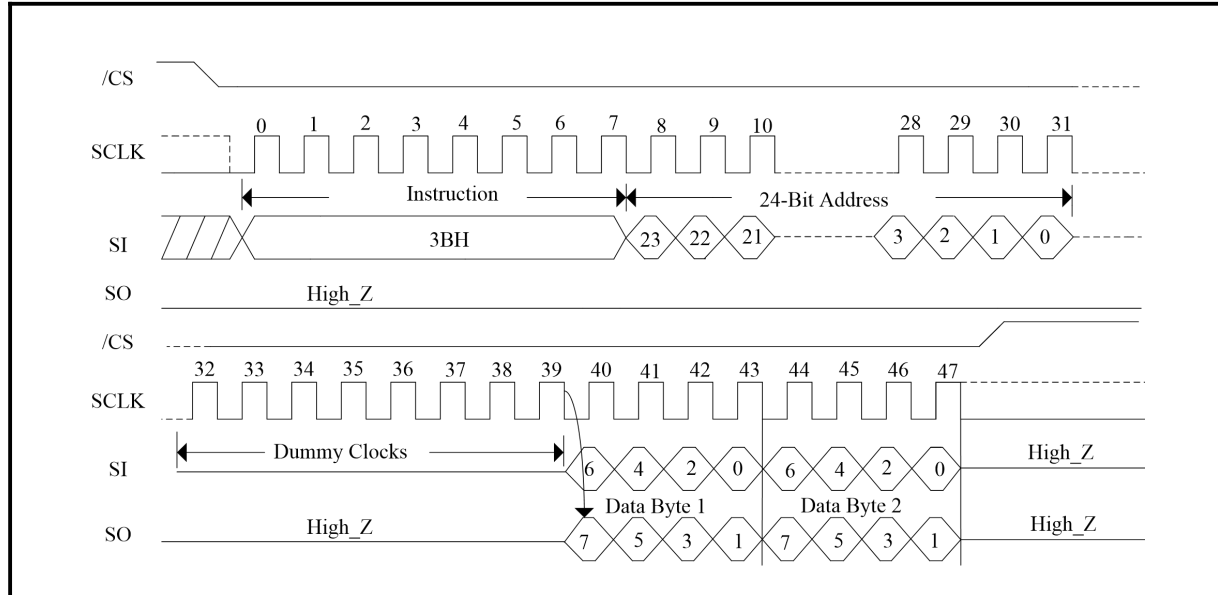 /CS
0 1 2 3 4 5 6 7 8 9 10 28 29 30 31
SCLK
Instruction 24-Bit Address
SI 3BH 23 22 21 3 2 1 0
SO High_Z
/CS
32 33 34 35 36 37 38 39 40 41 42 43 44 45 46 47
SCLK
Dummy Clocks
SI 6 4 2 0 6 4 2 0 High_Z
Data Byte 1 Data Byte 2
SO High_Z 7 5 3 1 7 5 3 1 High_Z